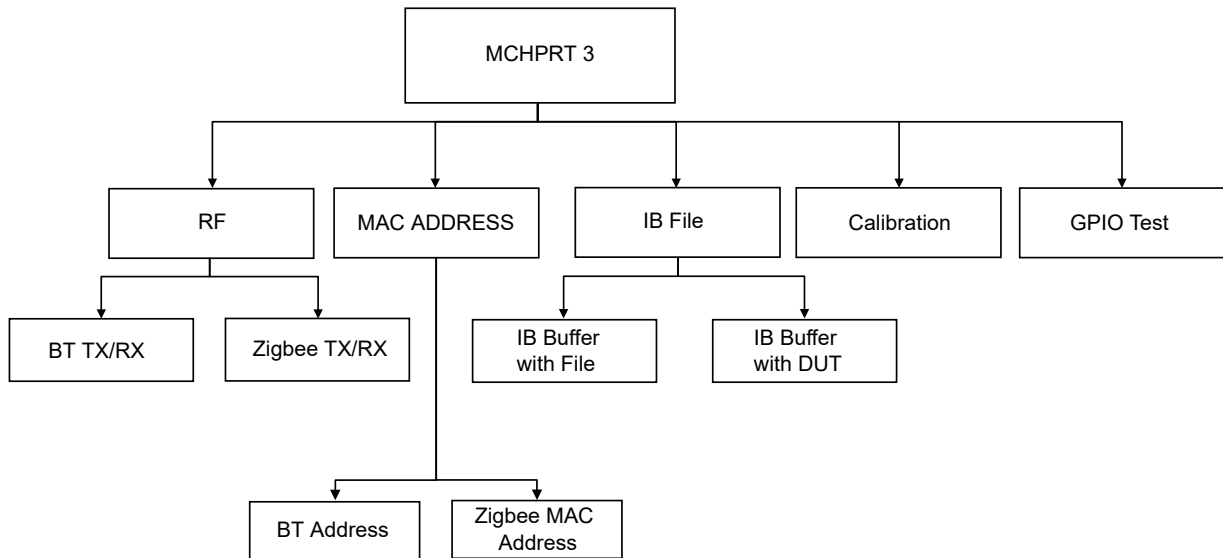 MCHPRT 3
RF
MAC ADDRESS
IB File
Calibration
GPIO Test
BT TX/RX
Zigbee TX/RX
IB Buffer
with File
IB Buffer
with DUT
BT Address
Zigbee MAC
Address